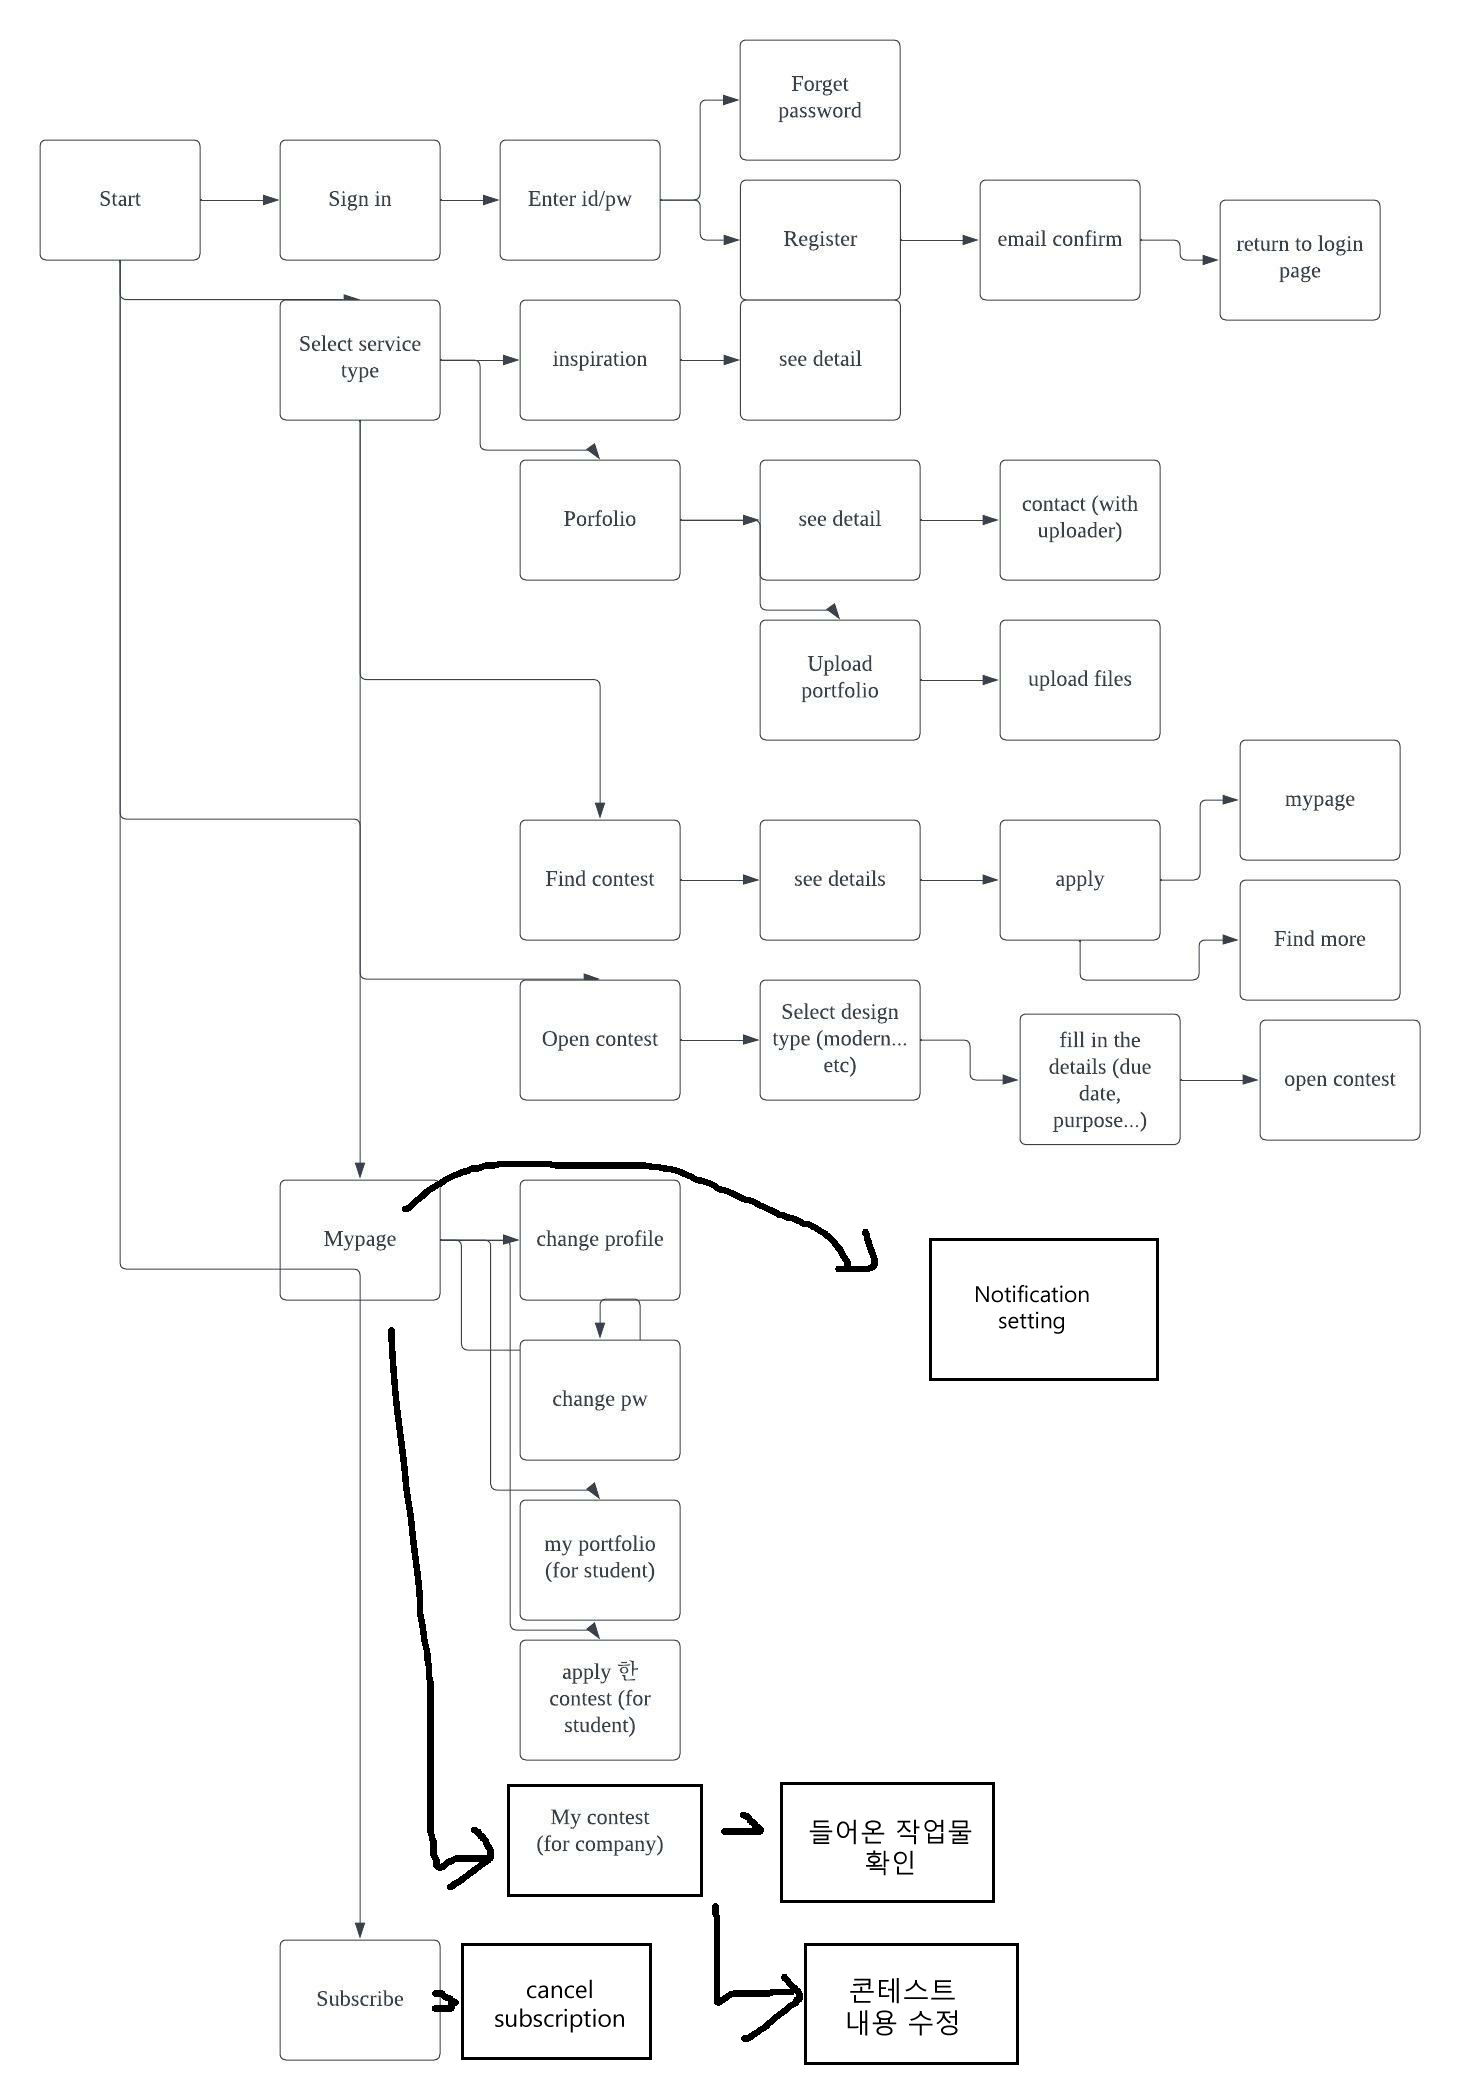 Forget
password
Start
Sign in
Enter id/pw
Register
email confirm
return to login
page
Select service
type
inspiration
see detail
Porfolio
see detail
contact (with
uploader)
Upload
portfolio
upload files
mypage
Find contest
see details
apply
Find more
Open contest
Select design
type (modern...
etc)
fill in the
details (due
date,
purpose...)
open contest
Mypage
change profile
Notification
setting
change pw
my portfolio
(for student)
apply 한
contest (for
student)
My contest
(for company)
들어온 작업물
확인
Subscribe
cancel
subscription
콘테스트
내용 수정